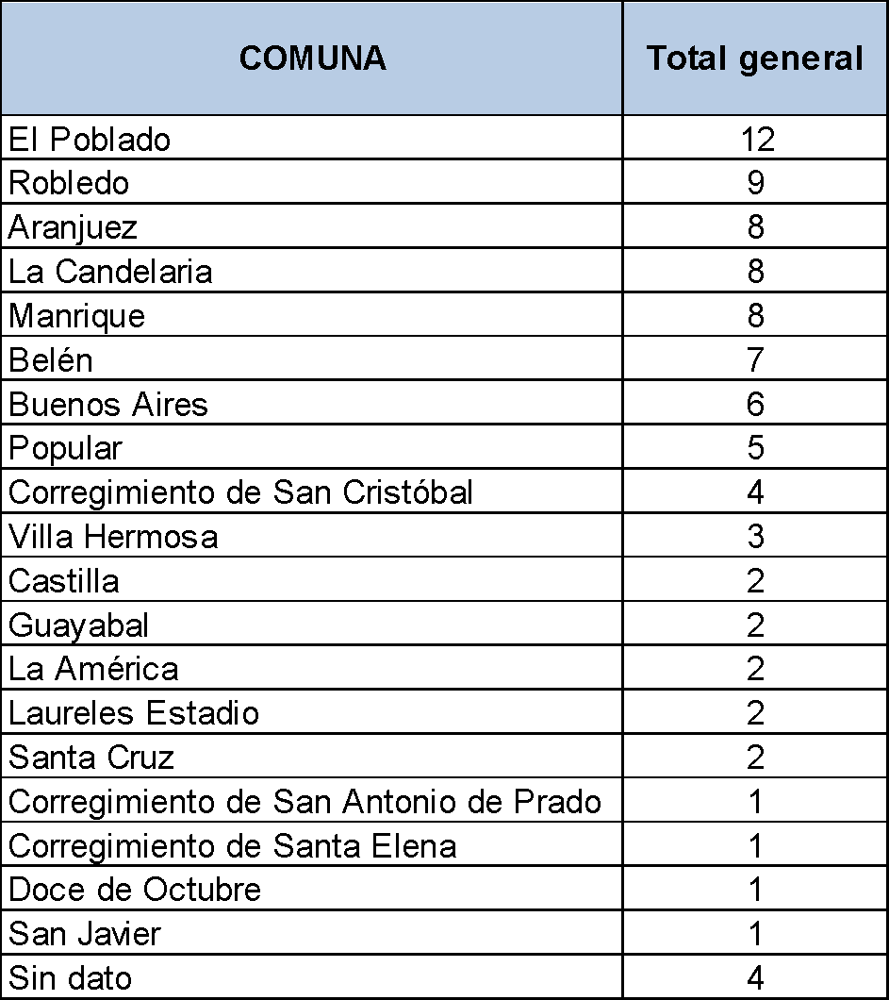 COMUNA Total general
El Poblado 12
Robledo 9
Aranjuez 8
La Candelaria 8
Manrique 8
Belén 7
Buenos Aires 6
Popular 5
Corregimiento de San Cristóbal 4
Villa Hermosa 3
Castilla 2
Guayabal 2
La América 2
Laureles Estadio 2
Santa Cruz 2
Corregimiento de San Antonio de Prado 1
Corregimiento de Santa Elena 1
Doce de Octubre 1
San Javier 1
Sin dato 4